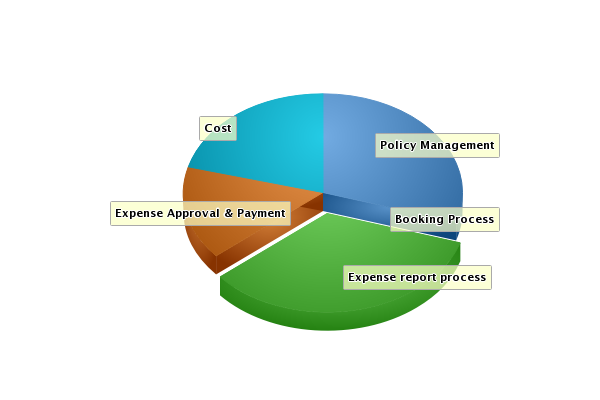 Cost
Policy Management
Expense Approval & Payment
Booking Process
Expense report process